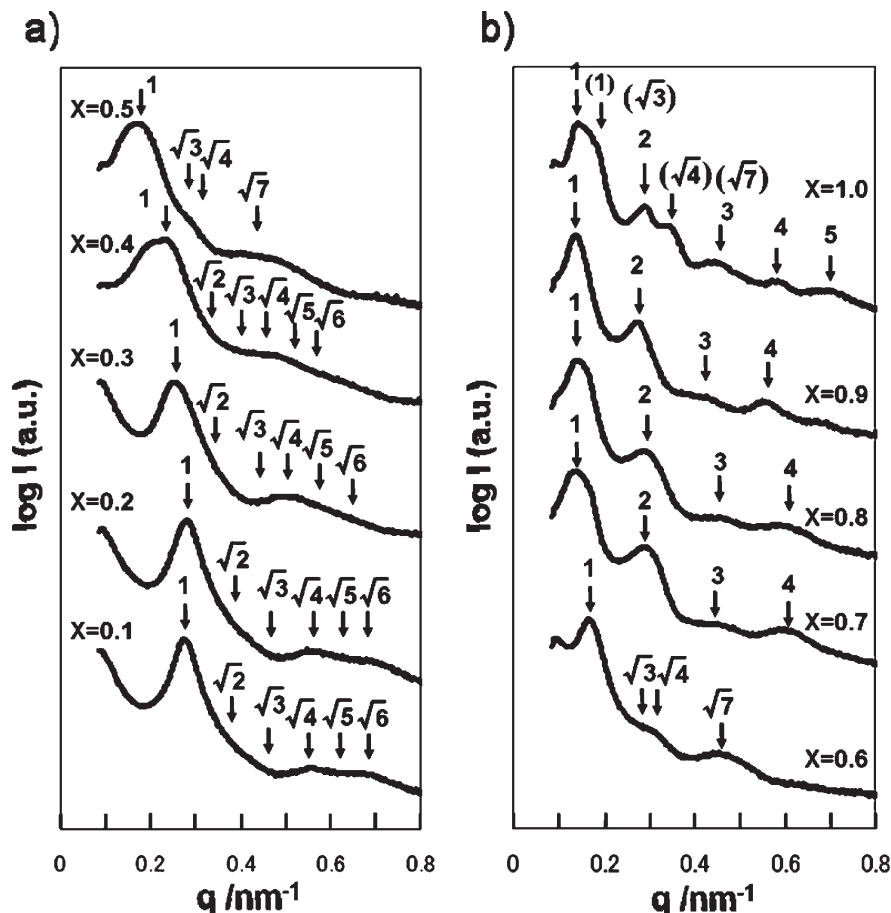 a)
X=0.5
1
√3 √4
√7
X=0.4
1
√2 √3 √4 √5 √6
X=0.3
1
√2 √3 √4 √5 √6
X=0.2
1
√2 √3 √4 √5 √6
X=0.1
1
√2 √3 √4 √5 √6
log I (a.u.)
0 0.2 0.4 0.6 0.8
q /nm⁻¹
b)
1 (1) (√3)
2 (√4) (√7)
3 4 5
X=1.0
1
2
3 4
X=0.9
1
2
3 4
X=0.8
1
2
3 4
X=0.7
1
√3 √4
√7
X=0.6
log I (a.u.)
0 0.2 0.4 0.6 0.8
q /nm⁻¹